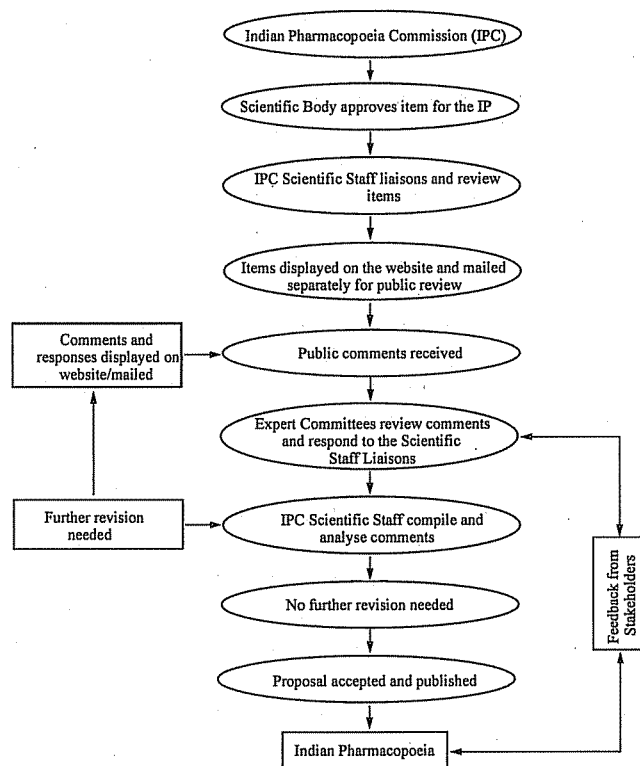 Indian Pharmacopoeia Commission (IPC)
Scientific Body approves item for the IP
IPC Scientific Staff liaisons and review
items
Items displayed on the website and mailed
separately for public review
Comments and
responses displayed on
website/mailed
Public comments received
Expert Committees review comments
and respond to the Scientific
Staff Liaisons
Further revision
needed
IPC Scientific Staff compile and
analyse comments
Feedback from
Stakeholders
No further revision needed
Proposal accepted and published
Indian Pharmacopoeia